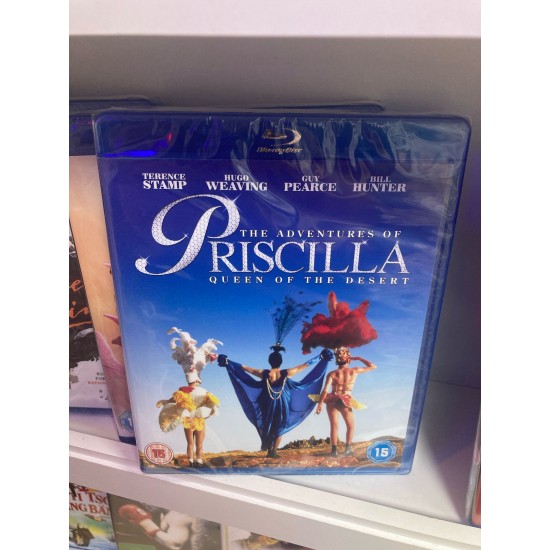 Blu-ray Disc
TERENCE STAMP
HUGO WEAVING
GUY PEARCE
BILL HUNTER
THE ADVENTURES OF
PRISCILLA
QUEEN OF THE DESERT
15
15